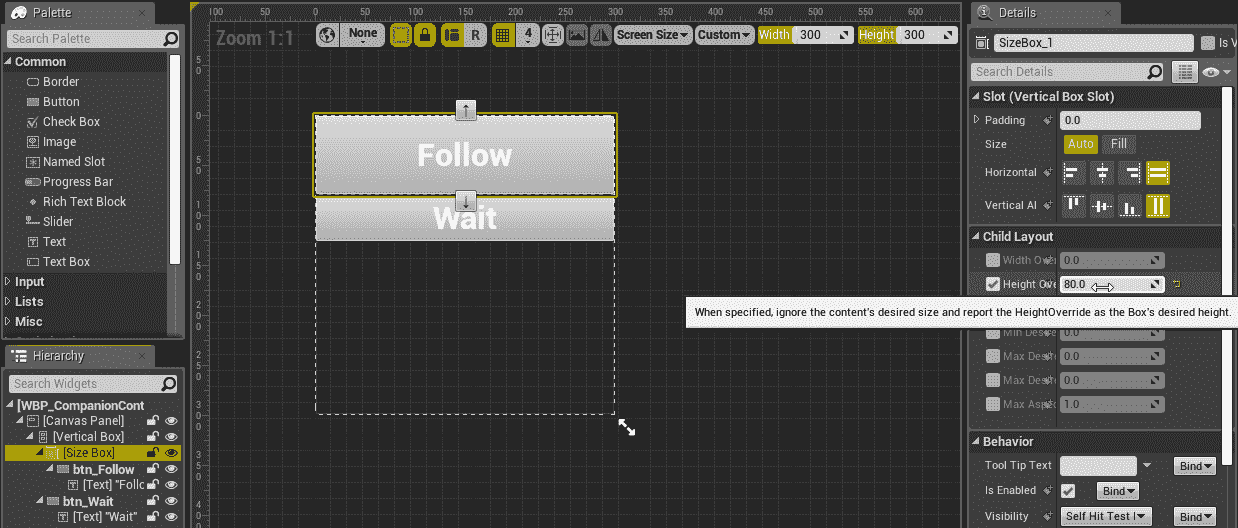 Palette
Search Palette
Common
Border
Button
Check Box
Image
Named Slot
Progress Bar
Rich Text Block
Slider
Text
Text Box
Input
Lists
Misc
Hierarchy
Search Widgets
[WBP_CompanionCont
[Canvas Panel]
[Vertical Box]
[Size Box]
btn_Follow
[Text] "Follo
btn_Wait
[Text] "Wait"
100 50 0 50 100 150 200 250 300 350 400 450 500 550 600
Zoom 1:1
None
R
4
Screen Size
Custom
Width 300
Height 300
Follow
Wait
Details
SizeBox_1
Is V
Search Details
Slot (Vertical Box Slot)
Padding 0.0
Size Auto Fill
Horizontal
Vertical Al
Child Layout
Width Over 0.0
Height Ove 80.0
When specified, ignore the content's desired size and report the HeightOverride as the Box's desired height.
Min Desire 0.0
Max Desi 0.0
Max Desi 0.0
Max Aspe 1.0
Behavior
Tool Tip Text Bind
Is Enabled Bind
Visibility Self Hit Test I Bind